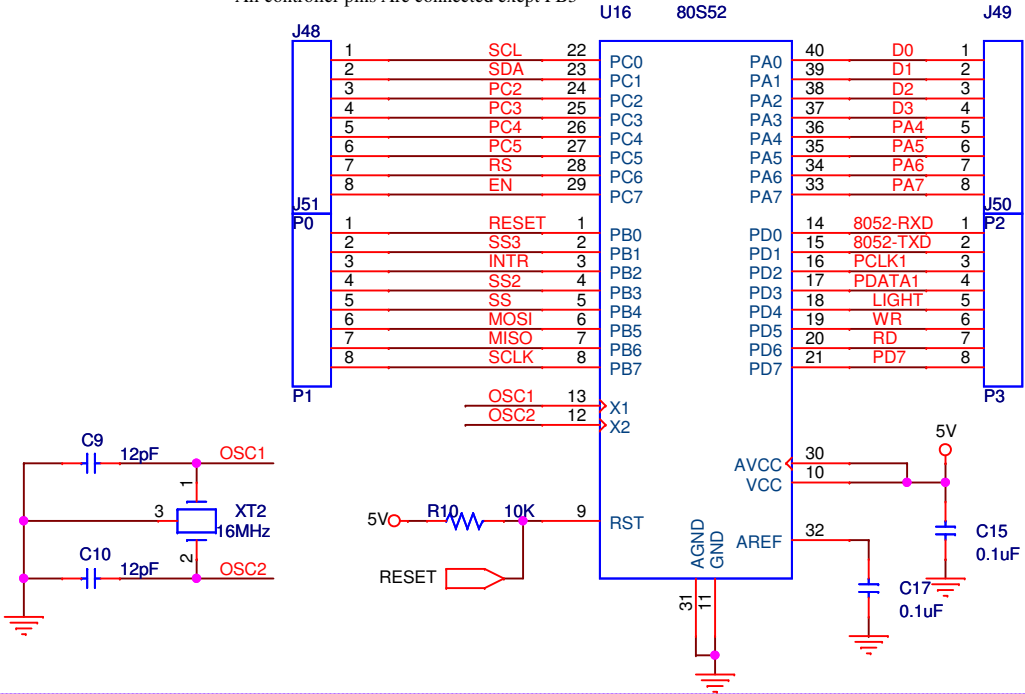 All controller pins Are connected exept PB3
U16 80S52 J49
J48
1 SCL 22 PC0 PA0 40 D0 1
2 SDA 23 PC1 PA1 39 D1 2
3 PC2 24 PC2 PA2 38 D2 3
4 PC3 25 PC3 PA3 37 D3 4
5 PC4 26 PC4 PA4 36 PA4 5
6 PC5 27 PC5 PA5 35 PA5 6
7 RS 28 PC6 PA6 34 PA6 7
8 EN 29 PC7 PA7 33 PA7 8
J51 J50
P0 P2
1 RESET 1 PB0 PD0 14 8052-RXD 1
2 SS3 2 PB1 PD1 15 8052-TXD 2
3 INTR 3 PB2 PD2 16 PCLK1 3
4 SS2 4 PB3 PD3 17 PDATA1 4
5 SS 5 PB4 PD4 18 LIGHT 5
6 MOSI 6 PB5 PD5 19 WR 6
7 MISO 7 PB6 PD6 20 RD 7
8 SCLK 8 PB7 PD7 21 PD7 8
P1 P3
OSC1 13 X1
OSC2 12 X2
C9 12pF OSC1
1
3 XT2
16MHz
2
C10 12pF OSC2
5V R10 10K 9 RST
RESET
5V
AVCC 30
VCC 10
AREF 32
C15
0.1uF
C17
0.1uF
AGND GND
31 11